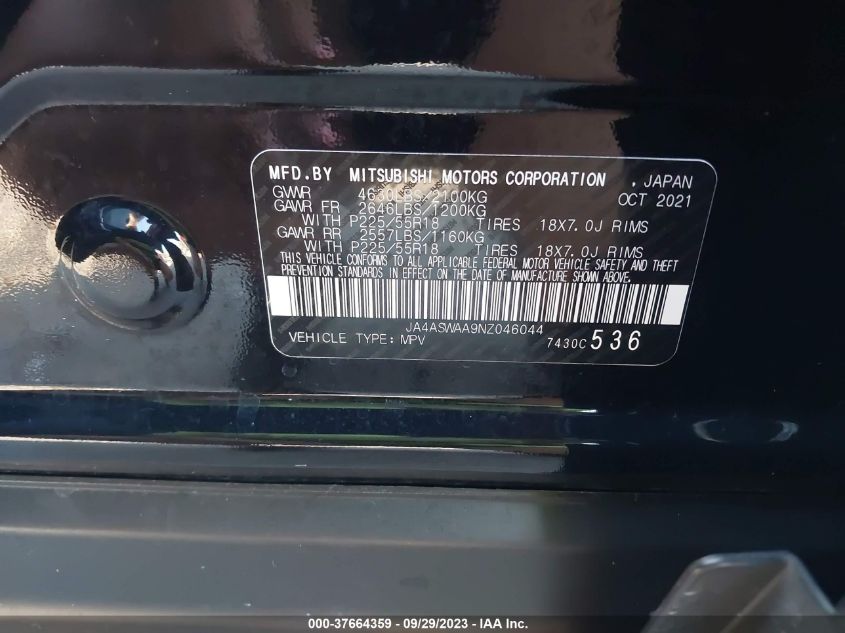 MFD.BY MITSUBISHI MOTORS CORPORATION , JAPAN
GVWR 4630LBS/2100KG OCT 2021
GAWR FR 2646LBS/1200KG
WITH P225/55R18 TIRES 18X7.0J RIMS
GAWR RR 2557LBS/1160KG
WITH P225/55R18 TIRES 18X7.0J RIMS
THIS VEHICLE CONFORMS TO ALL APPLICABLE FEDERAL MOTOR VEHICLE SAFETY AND THEFT
PREVENTION STANDARDS IN EFFECT ON THE DATE OF MANUFACTURE SHOWN ABOVE.
JA4ASWAA9NZ046044
VEHICLE TYPE: MPV 7430C 536
000-37664359 | 09/29/2023 | © IAA Inc.